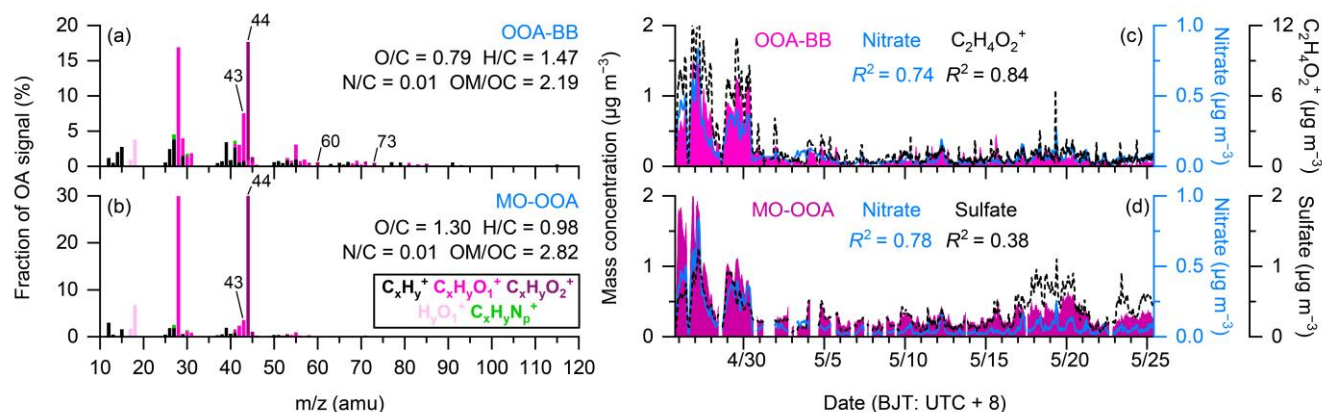 (a)
44
OOA-BB
O/C = 0.79 H/C = 1.47
N/C = 0.01 OM/OC = 2.19
43
60
73
20
15
10
5
0
Fraction of OA signal (%)
(b)
44
MO-OOA
O/C = 1.30 H/C = 0.98
N/C = 0.01 OM/OC = 2.82
43
CxHy+ CxHyO1+ CxHyO2+
HyO1+ CxHyNp+
30
20
10
0
10 20 30 40 50 60 70 80 90 100 110 120
m/z (amu)
(c)
OOA-BB Nitrate C2H4O2+
R2 = 0.74 R2 = 0.84
2
1
0
Mass concentration (µg m−3)
1.0
0.5
0.0
Nitrate (µg m−3)
12
6
0
C2H4O2+ (µg m−3)
(d)
MO-OOA Nitrate Sulfate
R2 = 0.78 R2 = 0.38
2
1
0
1.0
0.5
0.0
Nitrate (µg m−3)
2
1
0
Sulfate (µg m−3)
4/30 5/5 5/10 5/15 5/20 5/25
Date (BJT: UTC + 8)